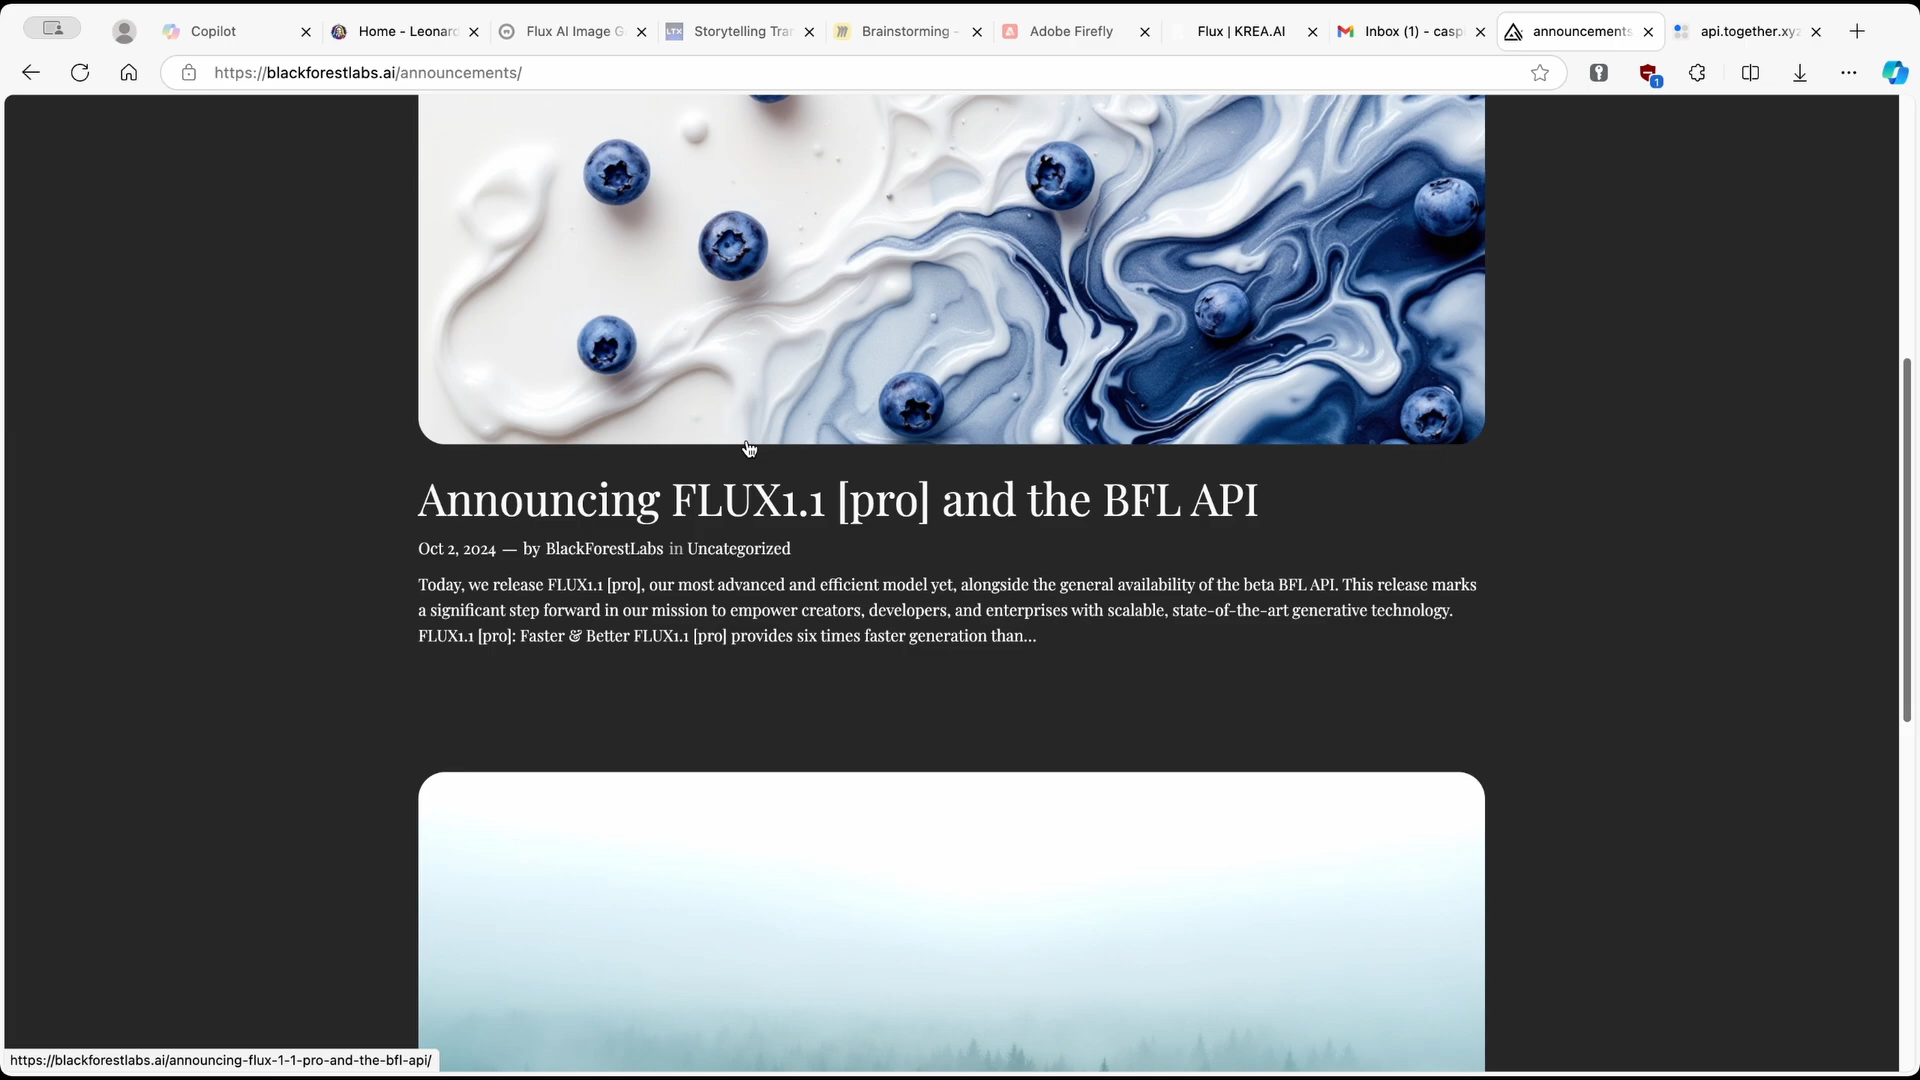 Copilot
Home - Leonard
Flux AI Image G
LTX
Storytelling Tran
Brainstorming -
Adobe Firefly
Flux | KREA.AI
Inbox (1) - casp
announcements
api.together.xyz
https://blackforestlabs.ai/announcements/
1
Announcing FLUX1.1 [pro] and the BFL API
Oct 2, 2024 — by BlackForestLabs in Uncategorized
Today, we release FLUX1.1 [pro], our most advanced and efficient model yet, alongside the general availability of the beta BFL API. This release marks
a significant step forward in our mission to empower creators, developers, and enterprises with scalable, state-of-the-art generative technology.
FLUX1.1 [pro]: Faster & Better FLUX1.1 [pro] provides six times faster generation than…
https://blackforestlabs.ai/announcing-flux-1-1-pro-and-the-bfl-api/